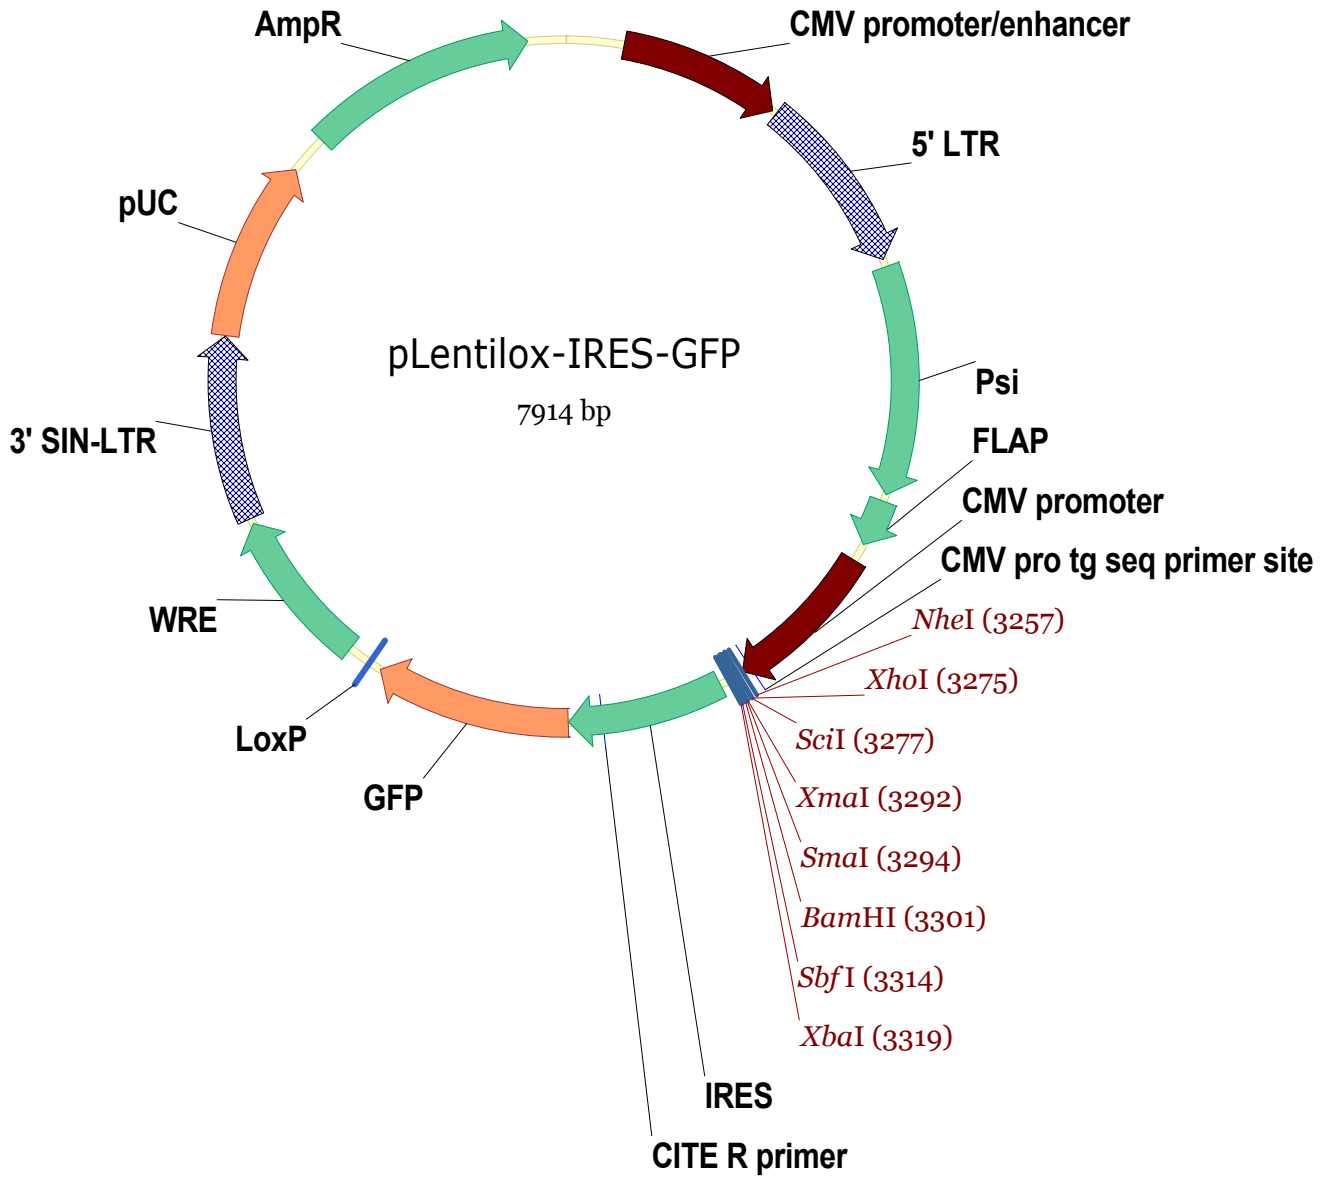 AmpR
CMV promoter/enhancer
5' LTR
pUC
pLentilox-IRES-GFP
7914 bp
Psi
FLAP
3' SIN-LTR
CMV promoter
CMV pro tg seq primer site
WRE
NheI (3257)
XhoI (3275)
LoxP
SciI (3277)
GFP
XmaI (3292)
SmaI (3294)
BamHI (3301)
SbfI (3314)
XbaI (3319)
IRES
CITE R primer